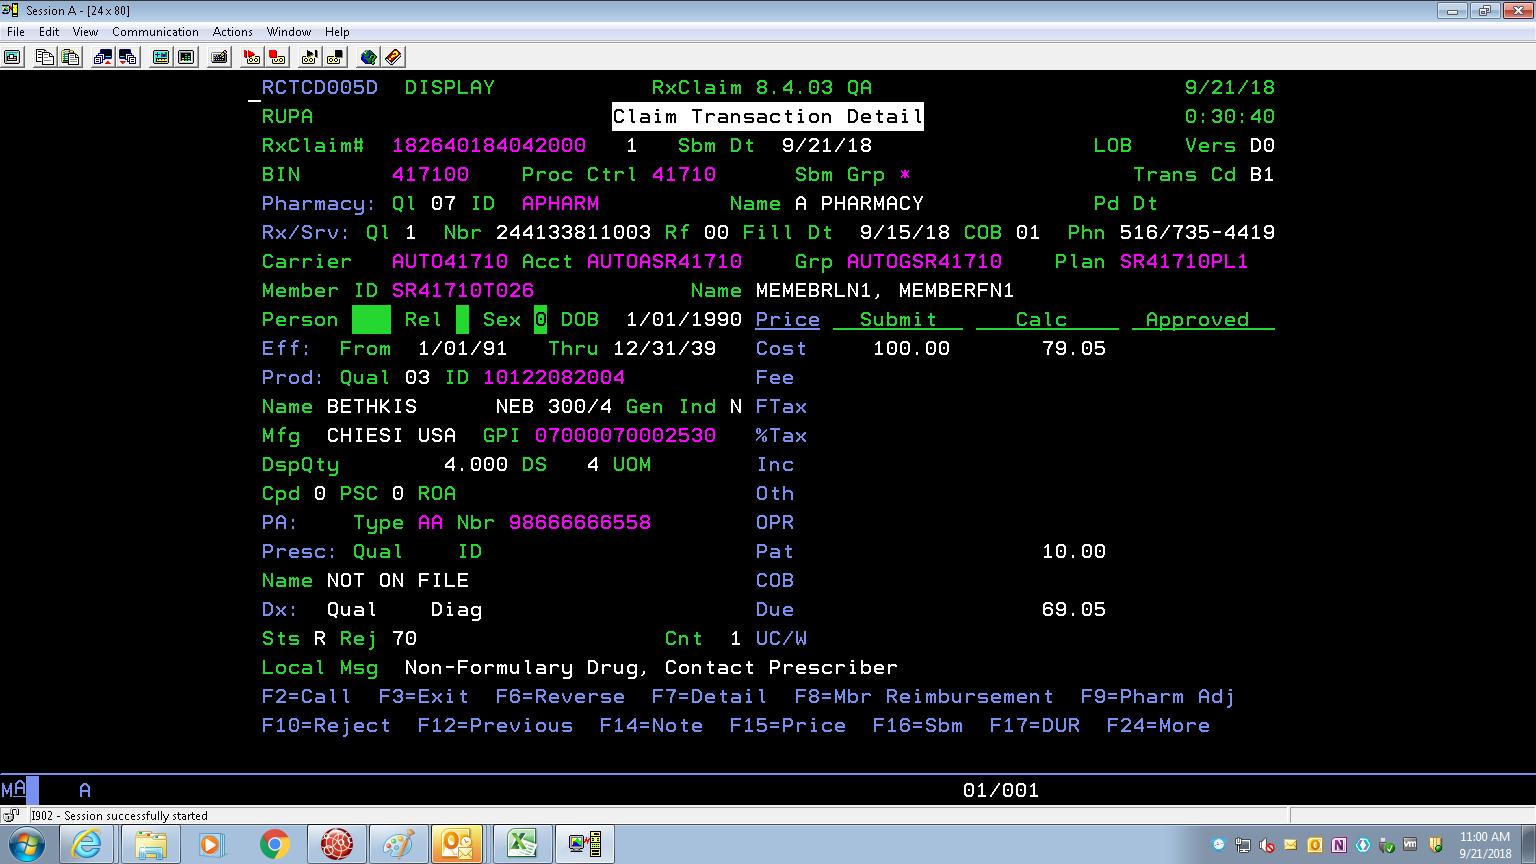 Session A - [24 x 80]
File Edit View Communication Actions Window Help
RCTCD005D DISPLAY RxClaim 8.4.03 QA 9/21/18
RUPA Claim Transaction Detail 0:30:40
RxClaim# 182640184042000 1 Sbm Dt 9/21/18 LOB Vers D0
BIN 417100 Proc Ctrl 41710 Sbm Grp * Trans Cd B1
Pharmacy: Ql 07 ID APHARM Name A PHARMACY Pd Dt
Rx/Srv: Ql 1 Nbr 244133811003 Rf 00 Fill Dt 9/15/18 COB 01 Phn 516/735-4419
Carrier AUTO41710 Acct AUTOASR41710 Grp AUTOGSR41710 Plan SR41710PL1
Member ID SR41710T026 Name MEMEBRLN1, MEMBERFN1
Person Rel Sex 0 DOB 1/01/1990 Price Submit Calc Approved
Eff: From 1/01/91 Thru 12/31/39 Cost 100.00 79.05
Prod: Qual 03 ID 10122082004 Fee
Name BETHKIS NEB 300/4 Gen Ind N FTax
Mfg CHIESI USA GPI 07000070002530 %Tax
DspQty 4.000 DS 4 UOM Inc
Cpd 0 PSC 0 ROA Oth
PA: Type AA Nbr 98666666558 OPR
Presc: Qual ID Pat 10.00
Name NOT ON FILE COB
Dx: Qual Diag Due 69.05
Sts R Rej 70 Cnt 1 UC/W
Local Msg Non-Formulary Drug, Contact Prescriber
F2=Call F3=Exit F6=Reverse F7=Detail F8=Mbr Reimbursement F9=Pharm Adj
F10=Reject F12=Previous F14=Note F15=Price F16=Sbm F17=DUR F24=More
MA A 01/001
I902 - Session successfully started
11:00 AM
9/21/2018